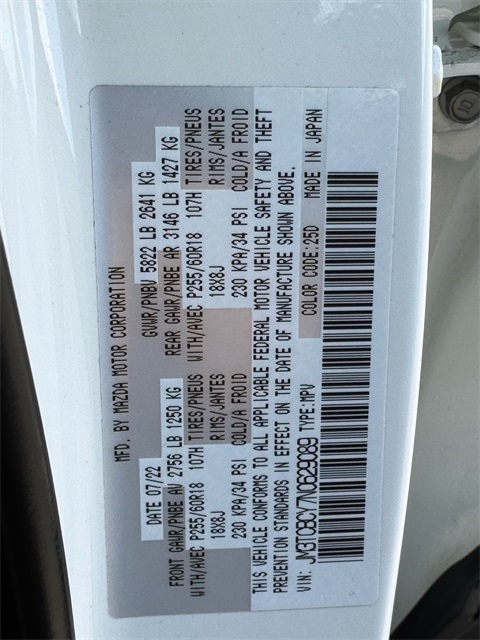 MFD. BY MAZDA MOTOR CORPORATION
DATE 07/22 GVWR/PNBV 5822 LB 2641 KG
FRONT GAWR/PNBE AV 2756 LB 1250 KG REAR GAWR/PNBE AR 3146 LB 1427 KG
WITH/AVEC P255/60R18 107H TIRES/PNEUS WITH/AVEC P255/60R18 107H TIRES/PNEUS
18X8J RIMS/JANTES 18X8J RIMS/JANTES
230 KPA/34 PSI COLD/A FROID 230 KPA/34 PSI COLD/A FROID
THIS VEHICLE CONFORMS TO ALL APPLICABLE FEDERAL MOTOR VEHICLE SAFETY AND THEFT
PREVENTION STANDARDS IN EFFECT ON THE DATE OF MANUFACTURE SHOWN ABOVE.
VIN: JM3TCBCY7N0629089 TYPE:MPV COLOR CODE:25D MADE IN JAPAN